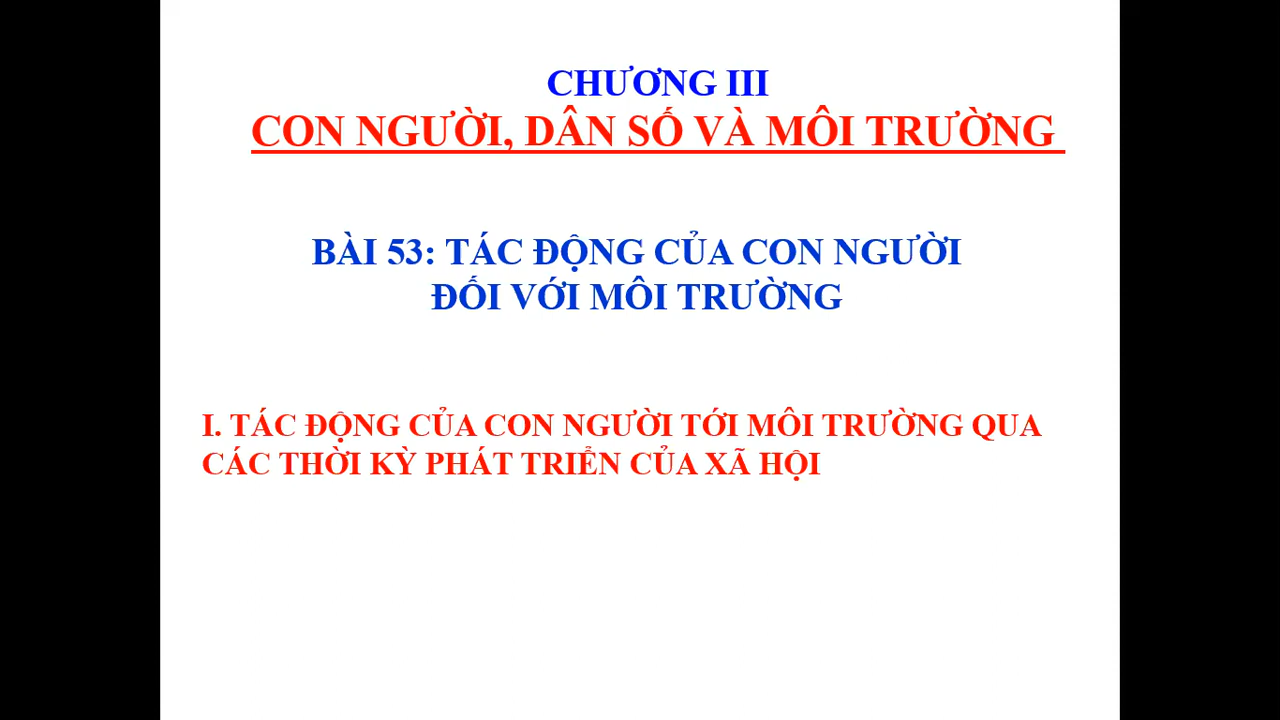 CHƯƠNG III
CON NGƯỜI, DÂN SỐ VÀ MÔI TRƯỜNG
BÀI 53: TÁC ĐỘNG CỦA CON NGƯỜI
ĐỐI VỚI MÔI TRƯỜNG
I. TÁC ĐỘNG CỦA CON NGƯỜI TỚI MÔI TRƯỜNG QUA
CÁC THỜI KỲ PHÁT TRIỂN CỦA XÃ HỘI